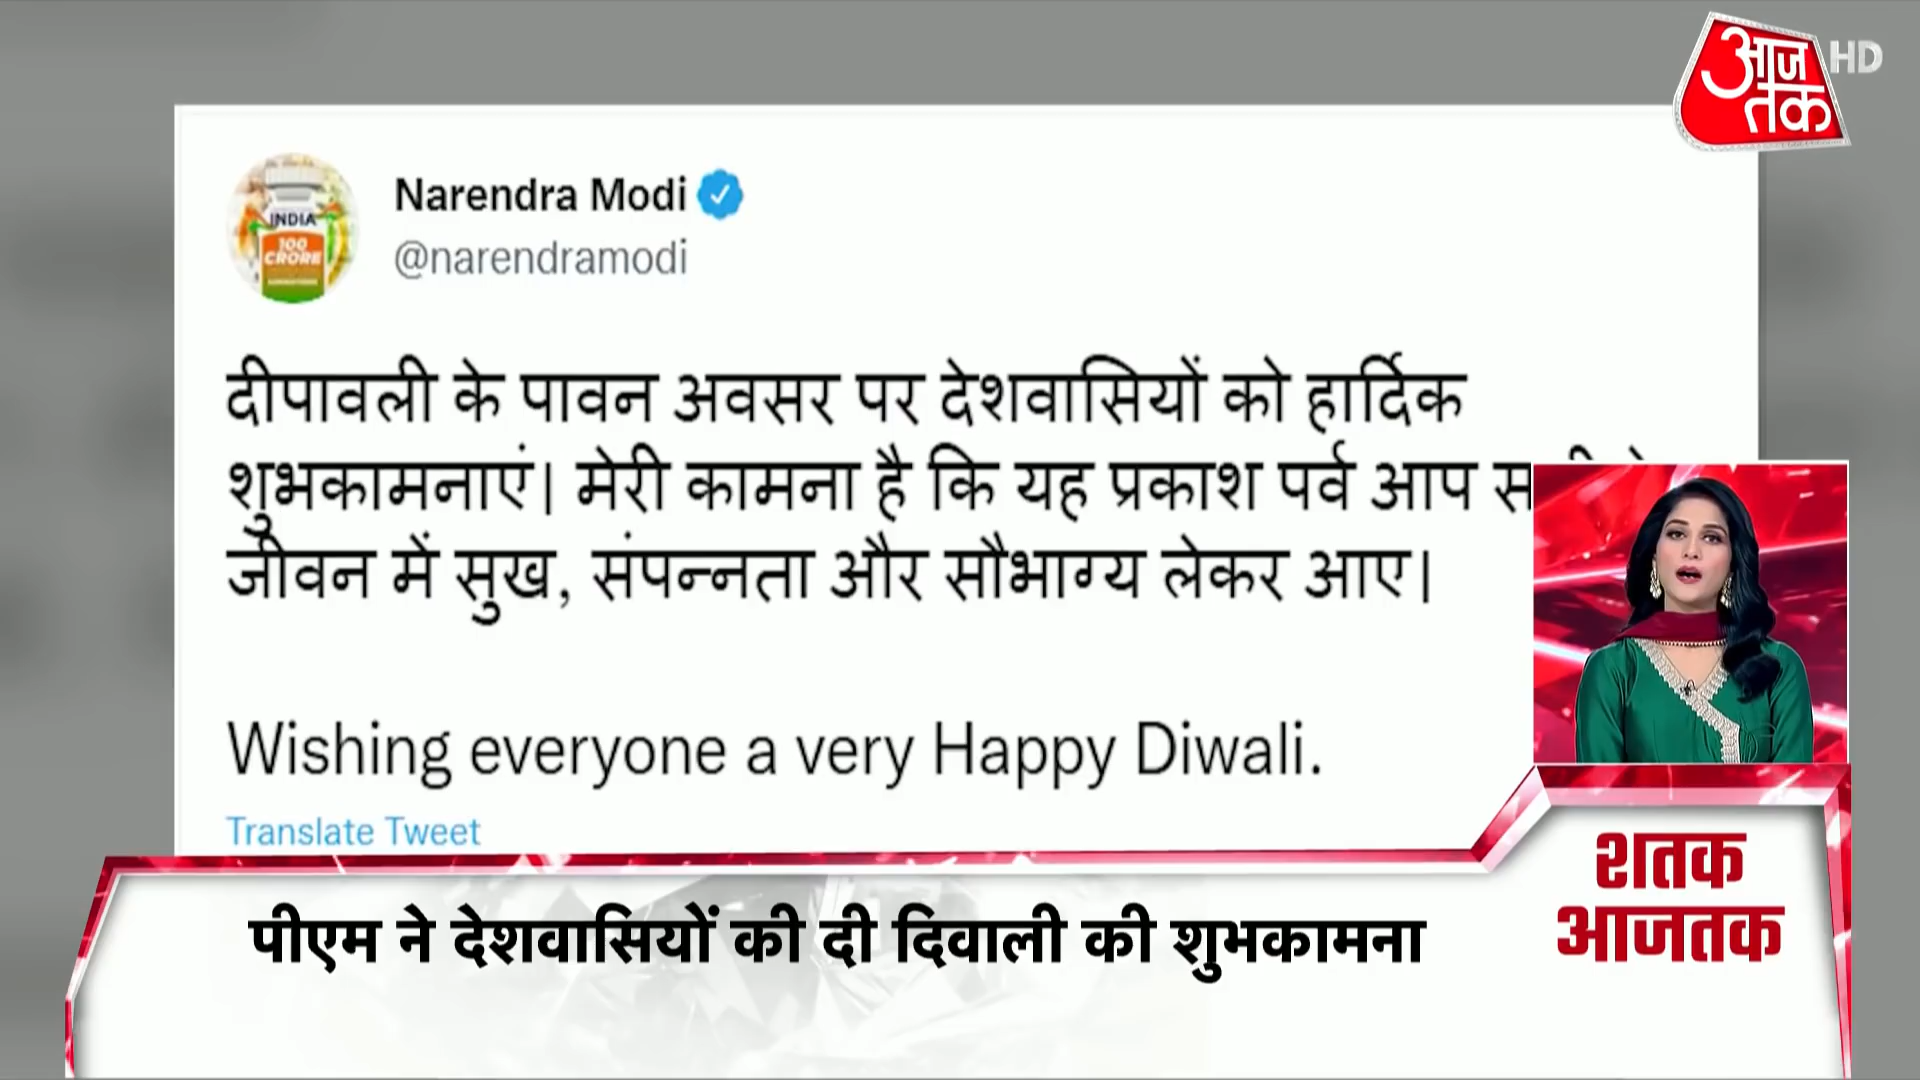 आज
तक
HD
Narendra Modi
@narendramodi
INDIA
100
CRORE
दीपावली के पावन अवसर पर देशवासियों को हार्दिक
शुभकामनाएं। मेरी कामना है कि यह प्रकाश पर्व आप
जीवन में सुख, संपन्नता और सौभाग्य लेकर आए।
Wishing everyone a very Happy Diwali.
Translate Tweet
पीएम ने देशवासियों की दी दिवाली की शुभकामना
शतक
आजतक